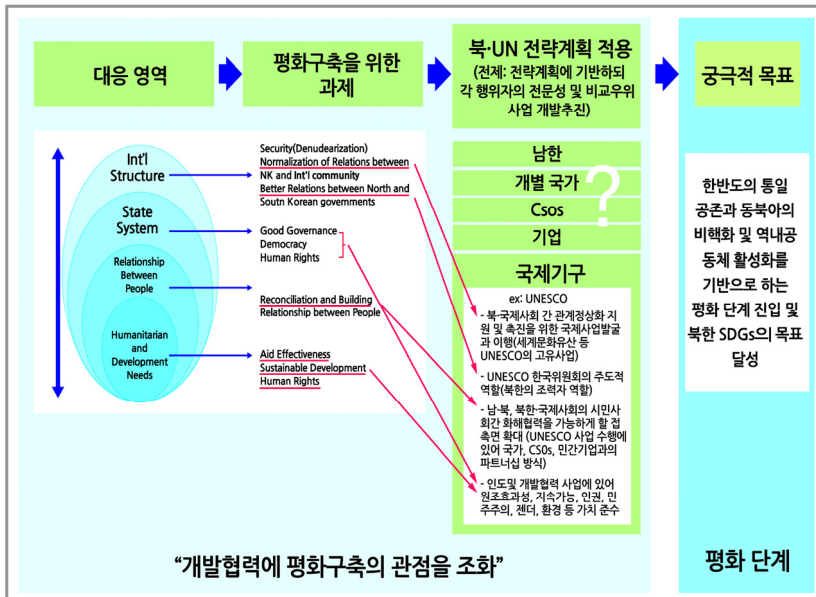 대응 영역
평화구축을 위한
과제
북·UN 전략계획 적용
(전제: 전략계획에 기반하되
각 행위자의 전문성 및 비교우위
사업 개발추진)
궁극적 목표
Int'l
Structure
State
System
Relationship
Between
People
Humanitarian
and
Development
Needs
Security(Denudearization)
Normalization of Relations between
NK and Int'l community
Better Relations between North and
Soutn Korean governments
Good Governance
Democracy
Human Rights
Reconciliation and Building
Relationship between People
Aid Effectiveness
Sustainable Development
Human Rights
남한
개별 국가
Csos
기업
?
국제기구
ex: UNESCO
- 북·국제사회 간 관계정상화 지
원 및 촉진을 위한 국제사업발굴
과 이행(세계문화유산 등
UNESCO의 고유사업)
- UNESCO 한국위원회의 주도적
역할(북한의 조력자 역할)
- 남·북, 북한·국제사회의 시민사
회간 화해협력을 가능하게 할 접
촉면 확대 (UNESCO 사업 수행에
있어 국가, CS0s, 민간기업과의
파트너십 방식)
- 인도및 개발협력 사업에 있어
원조효과성, 지속가능, 인권, 민
주주의, 젠더, 환경 등 가치 준수
한반도의 통일
공존과 동북아의
비핵화 및 역내공
동체 활성화를
기반으로 하는
평화 단계 진입 및
북한 SDGs의 목표
달성
“개발협력에 평화구축의 관점을 조화”
평화 단계